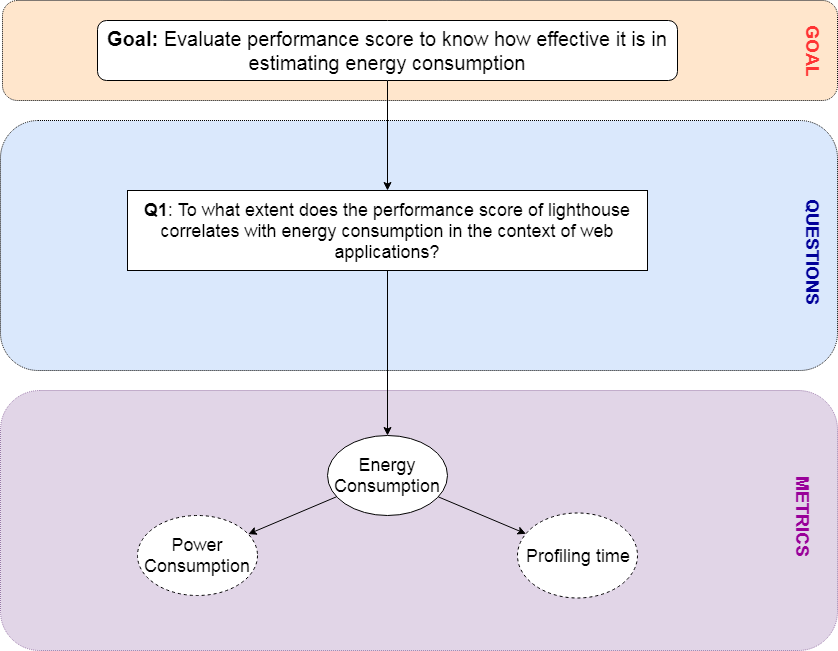 Goal: Evaluate performance score to know how effective it is in
estimating energy consumption
GOAL
Q1: To what extent does the performance score of lighthouse
correlates with energy consumption in the context of web
applications?
QUESTIONS
Energy
Consumption
Power
Consumption
Profiling time
METRICS